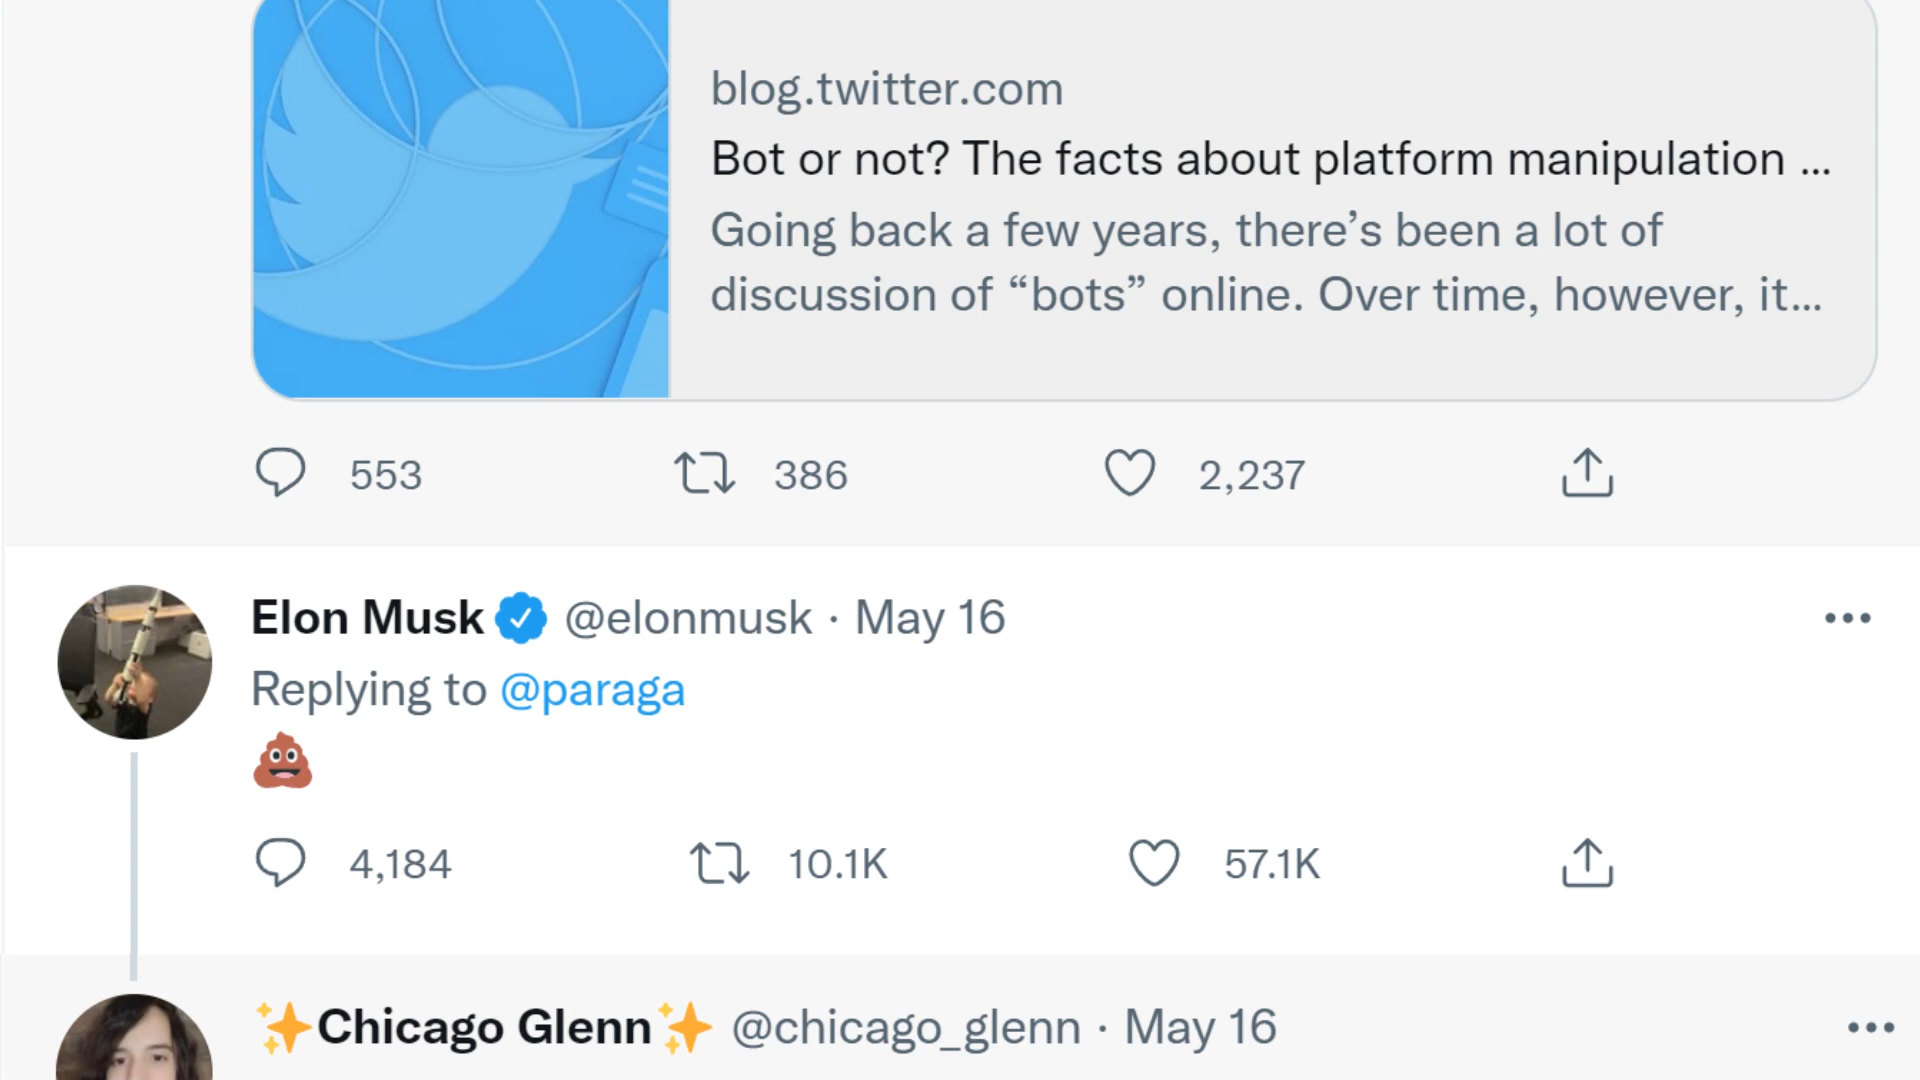 blog.twitter.com
Bot or not? The facts about platform manipulation ...
Going back a few years, there’s been a lot of
discussion of “bots” online. Over time, however, it...
553 386 2,237
Elon Musk @elonmusk · May 16
Replying to @paraga
💩
4,184 10.1K 57.1K
✨Chicago Glenn✨ @chicago_glenn · May 16